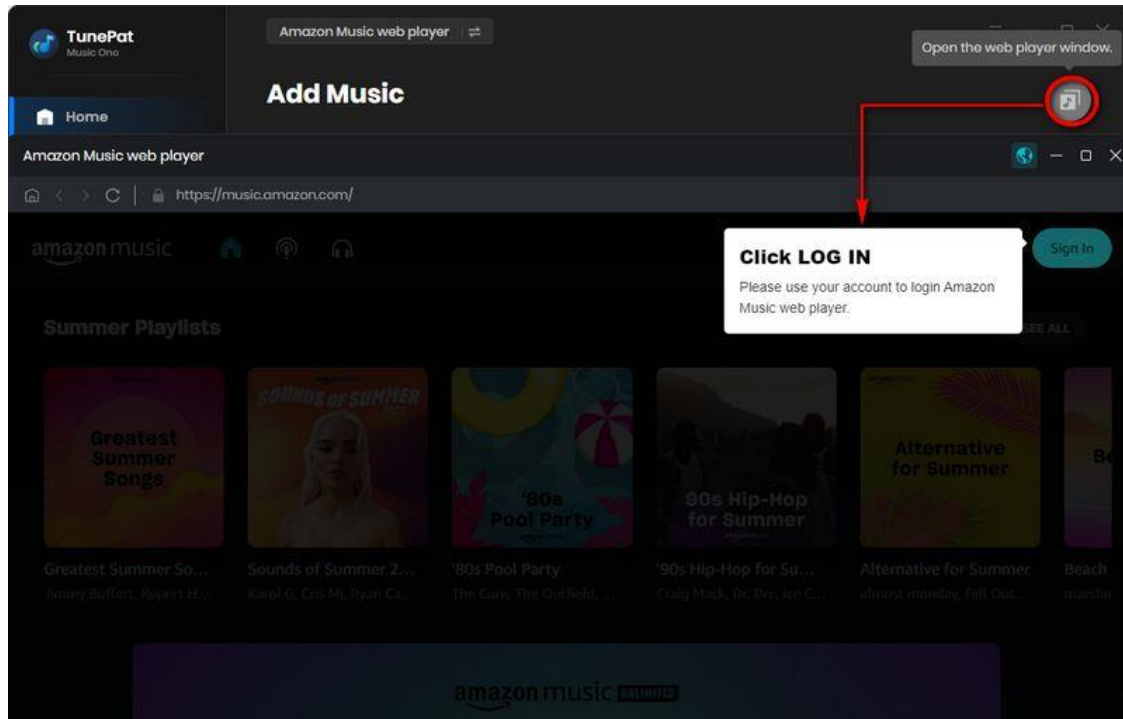 TunePat
Music One
Amazon Music web player
Open the web player window.
Add Music
Home
Amazon Music web player
https://music.amazon.com/
amazon music
Sign In
Click LOG IN
Please use your account to login Amazon
Music web player.
Summer Playlists
SEE ALL
Greatest
Summer
Songs
SOUNDS OF SUMMER
'80s
Pool Party
90s Hip-Hop
for Summer
Alternative
for Summer
Be
Greatest Summer So...
Sounds of Summer 2...
'80s Pool Party
'90s Hip-Hop for Su...
Alternative for Summer
Beach
Jimmy Buffett, Rupert H...
Karol G, Cris Mj, Ryan Ca...
The Cure, The Outfield, ...
Craig Mack, Dr. Dre, Ice C...
almost monday, Fall Out...
marshm
amazon music UNLIMITED